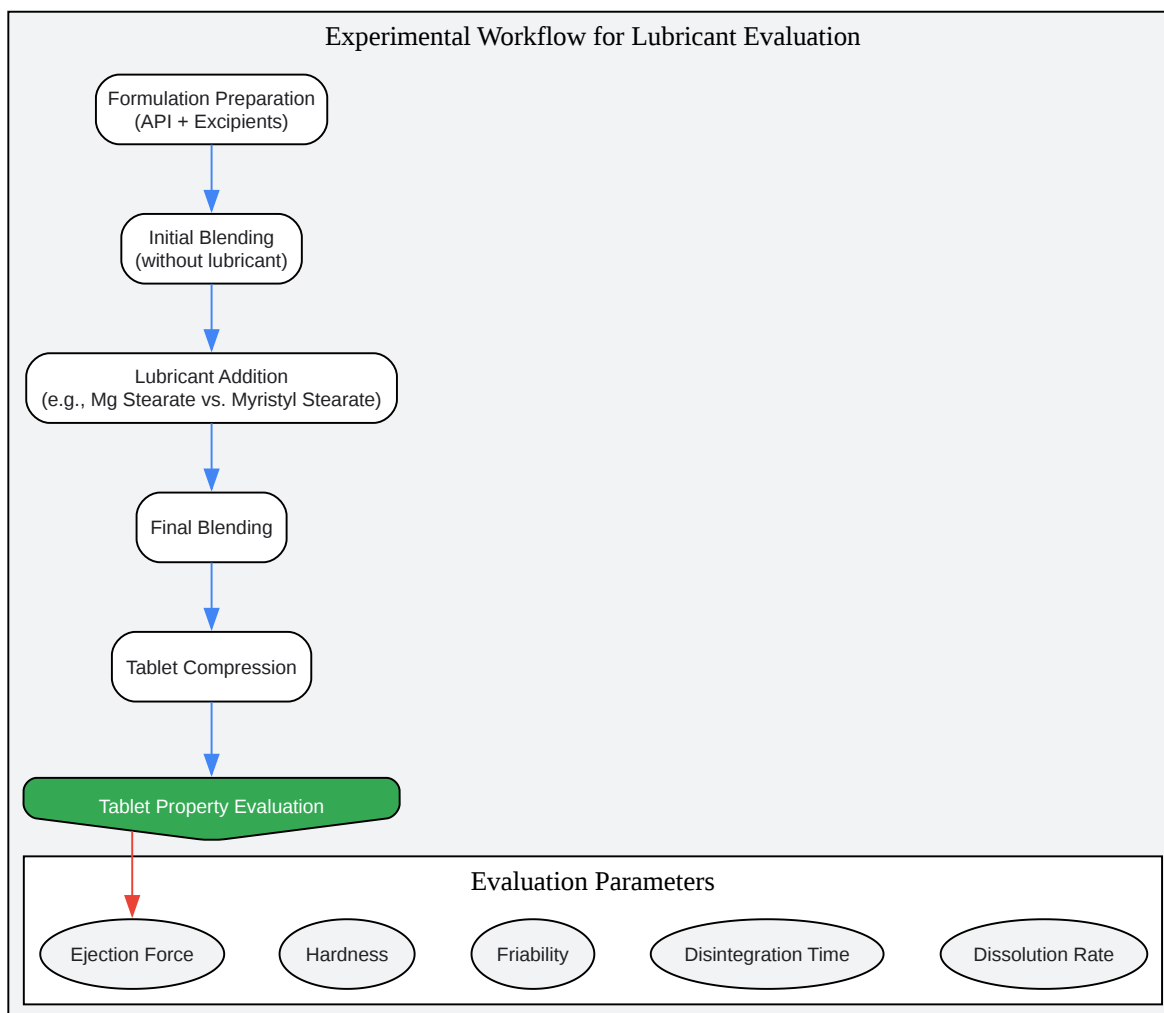 Experimental Workflow for Lubricant Evaluation
Formulation Preparation
(API + Excipients)
Initial Blending
(without lubricant)
Lubricant Addition
(e.g., Mg Stearate vs. Myristyl Stearate)
Final Blending
Tablet Compression
Tablet Property Evaluation
Evaluation Parameters
Ejection Force
Hardness
Friability
Disintegration Time
Dissolution Rate